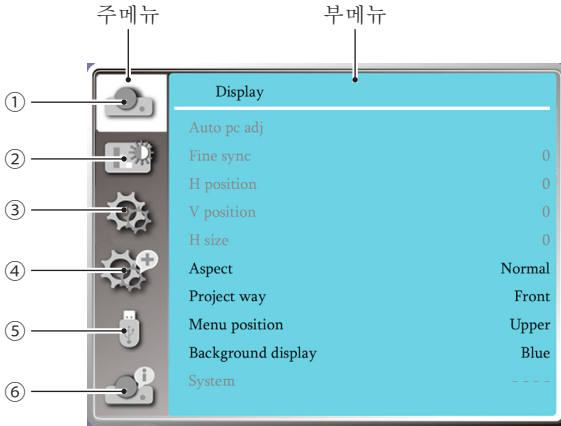 주메뉴 부메뉴
① Display
Auto pc adj
② Fine sync 0
H position 0
③ V position 0
H size 0
④ Aspect Normal
Project way Front
⑤ Menu position Upper
Background display Blue
⑥ System - - - -